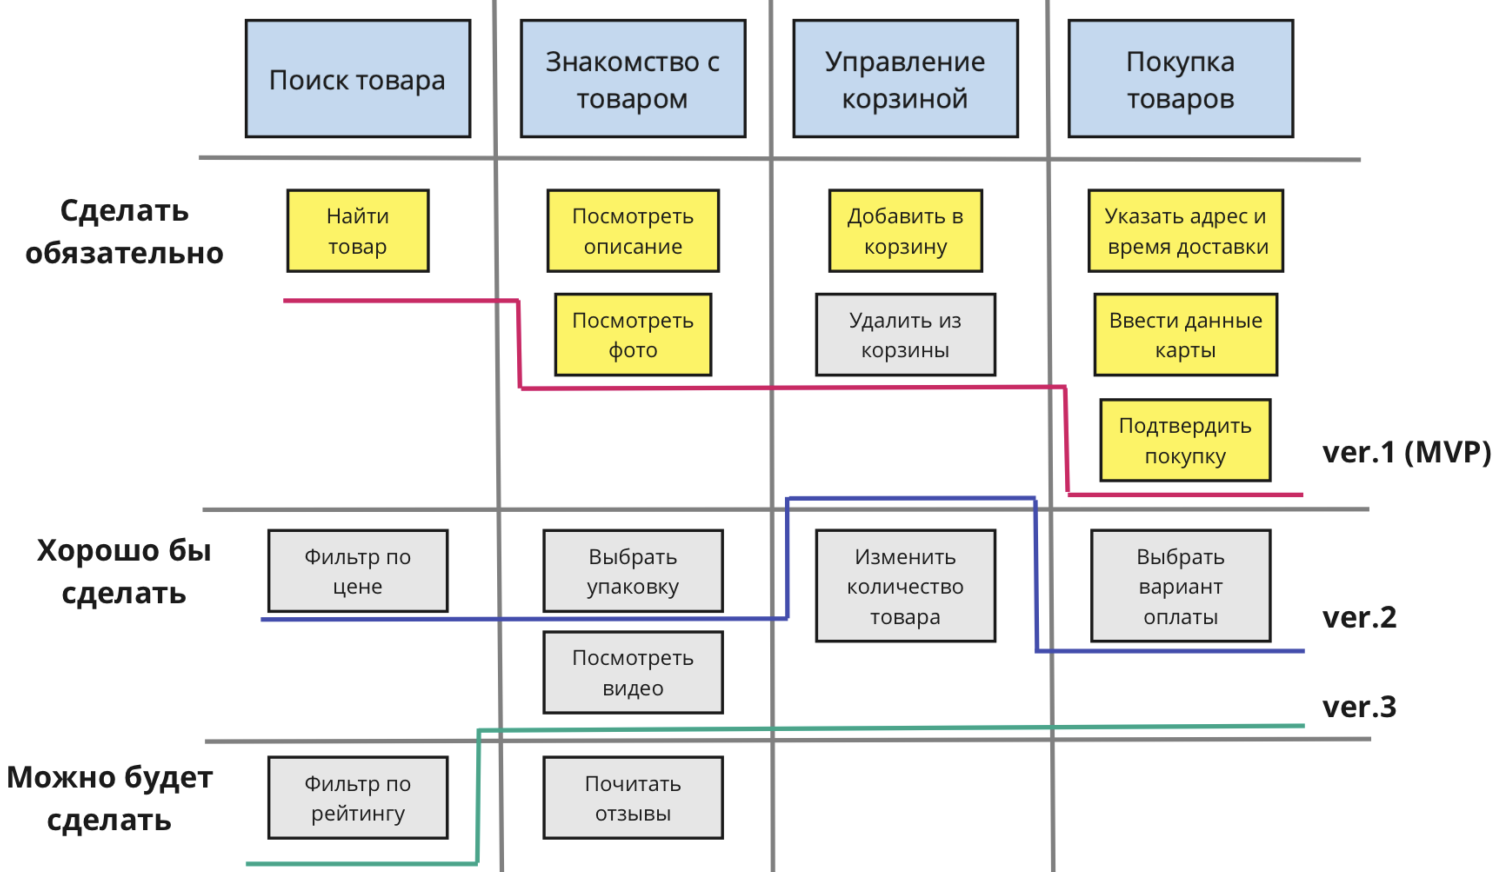 Поиск товара
Знакомство с
товаром
Управление
корзиной
Покупка
товаров
Сделать
обязательно
Найти
товар
Посмотреть
описание
Добавить в
корзину
Указать адрес и
время доставки
Посмотреть
фото
Удалить из
корзины
Ввести данные
карты
Подтвердить
покупку
ver.1 (MVP)
Хорошо бы
сделать
Фильтр по
цене
Выбрать
упаковку
Изменить
количество
товара
Выбрать
вариант
оплаты
ver.2
Посмотреть
видео
ver.3
Можно будет
сделать
Фильтр по
рейтингу
Почитать
отзывы